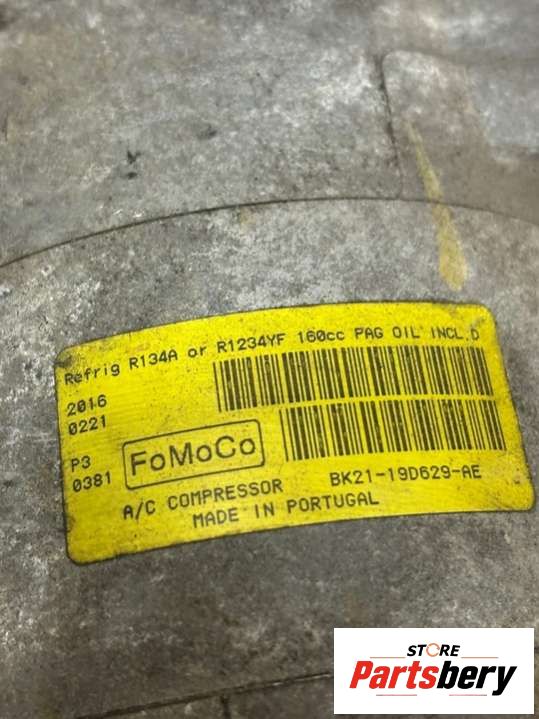 Refrig R134A or R1234YF 160cc PAG OIL INCL.D
2016
0221
P3
0381
FoMoCo
BK21-19D629-AE
A/C COMPRESSOR
MADE IN PORTUGAL
STORE
Partsbery